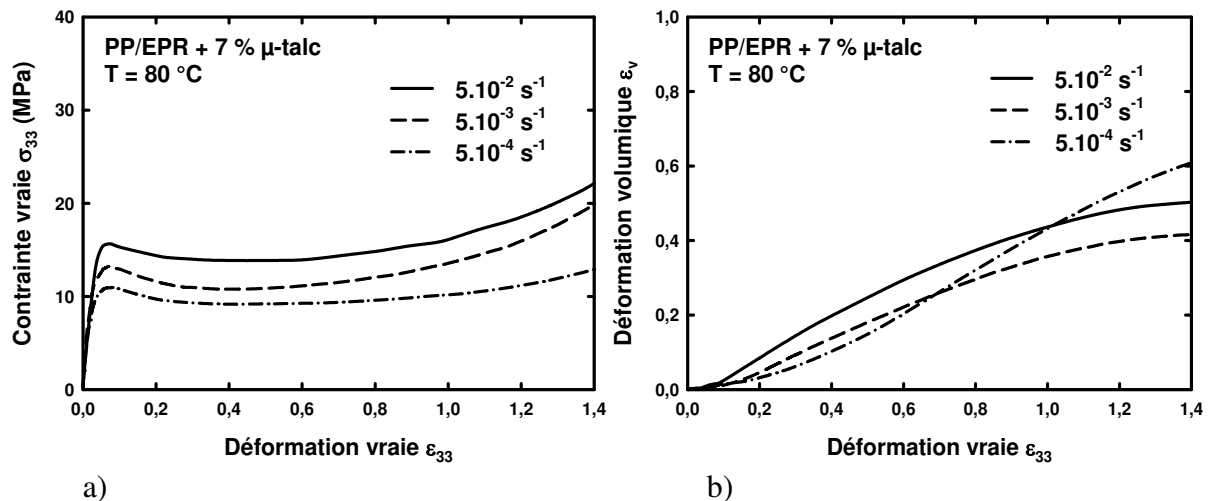 PP/EPR + 7 % µ-talc
T = 80 °C
5.10⁻² s⁻¹
5.10⁻³ s⁻¹
5.10⁻⁴ s⁻¹
Contrainte vraie σ₃₃ (MPa)
40
30
20
10
0
0,0 0,2 0,4 0,6 0,8 1,0 1,2 1,4
Déformation vraie ε₃₃
a)
PP/EPR + 7 % µ-talc
T = 80 °C
5.10⁻² s⁻¹
5.10⁻³ s⁻¹
5.10⁻⁴ s⁻¹
Déformation volumique εᵥ
1,0
0,8
0,6
0,4
0,2
0,0
0,0 0,2 0,4 0,6 0,8 1,0 1,2 1,4
Déformation vraie ε₃₃
b)